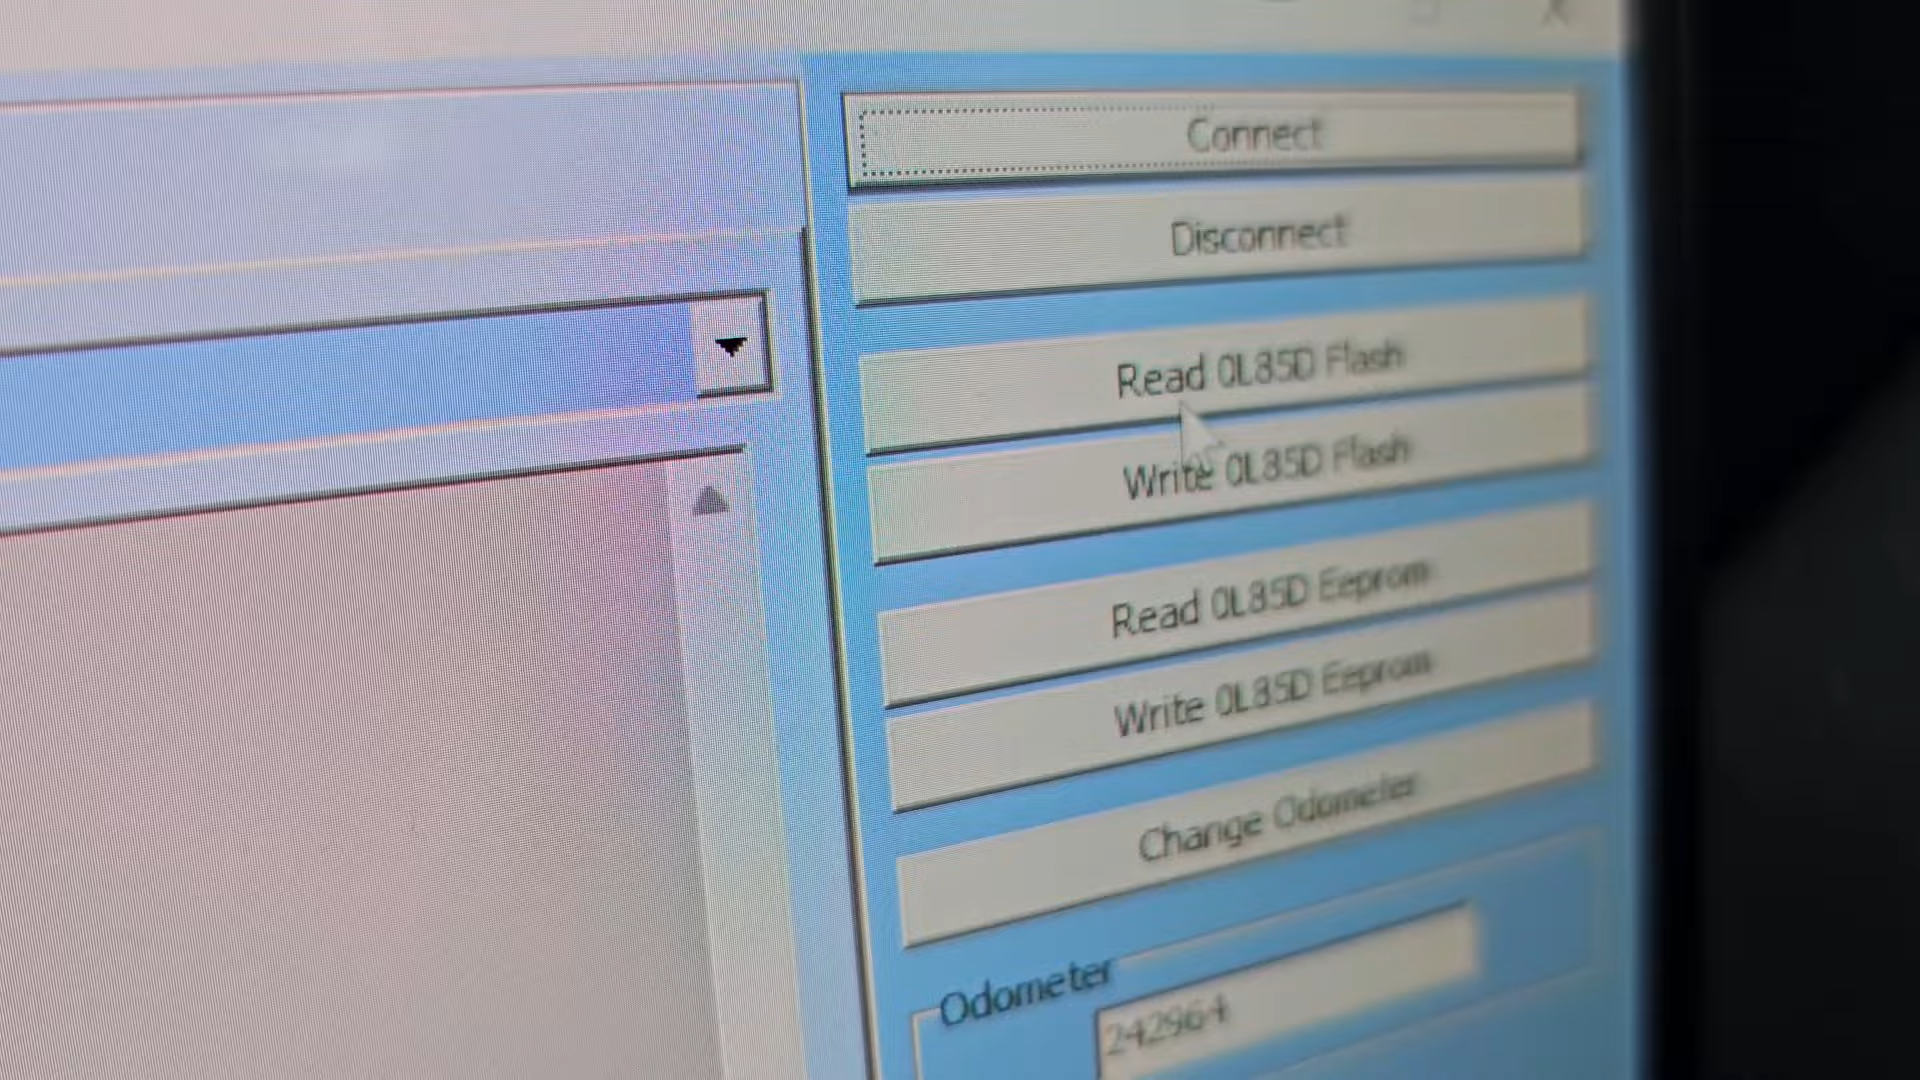 Connect
Disconnect
Read 0L85D Flash
Write 0L85D Flash
Read 0L85D Eeprom
Write 0L85D Eeprom
Change Odometer
Odometer
242964